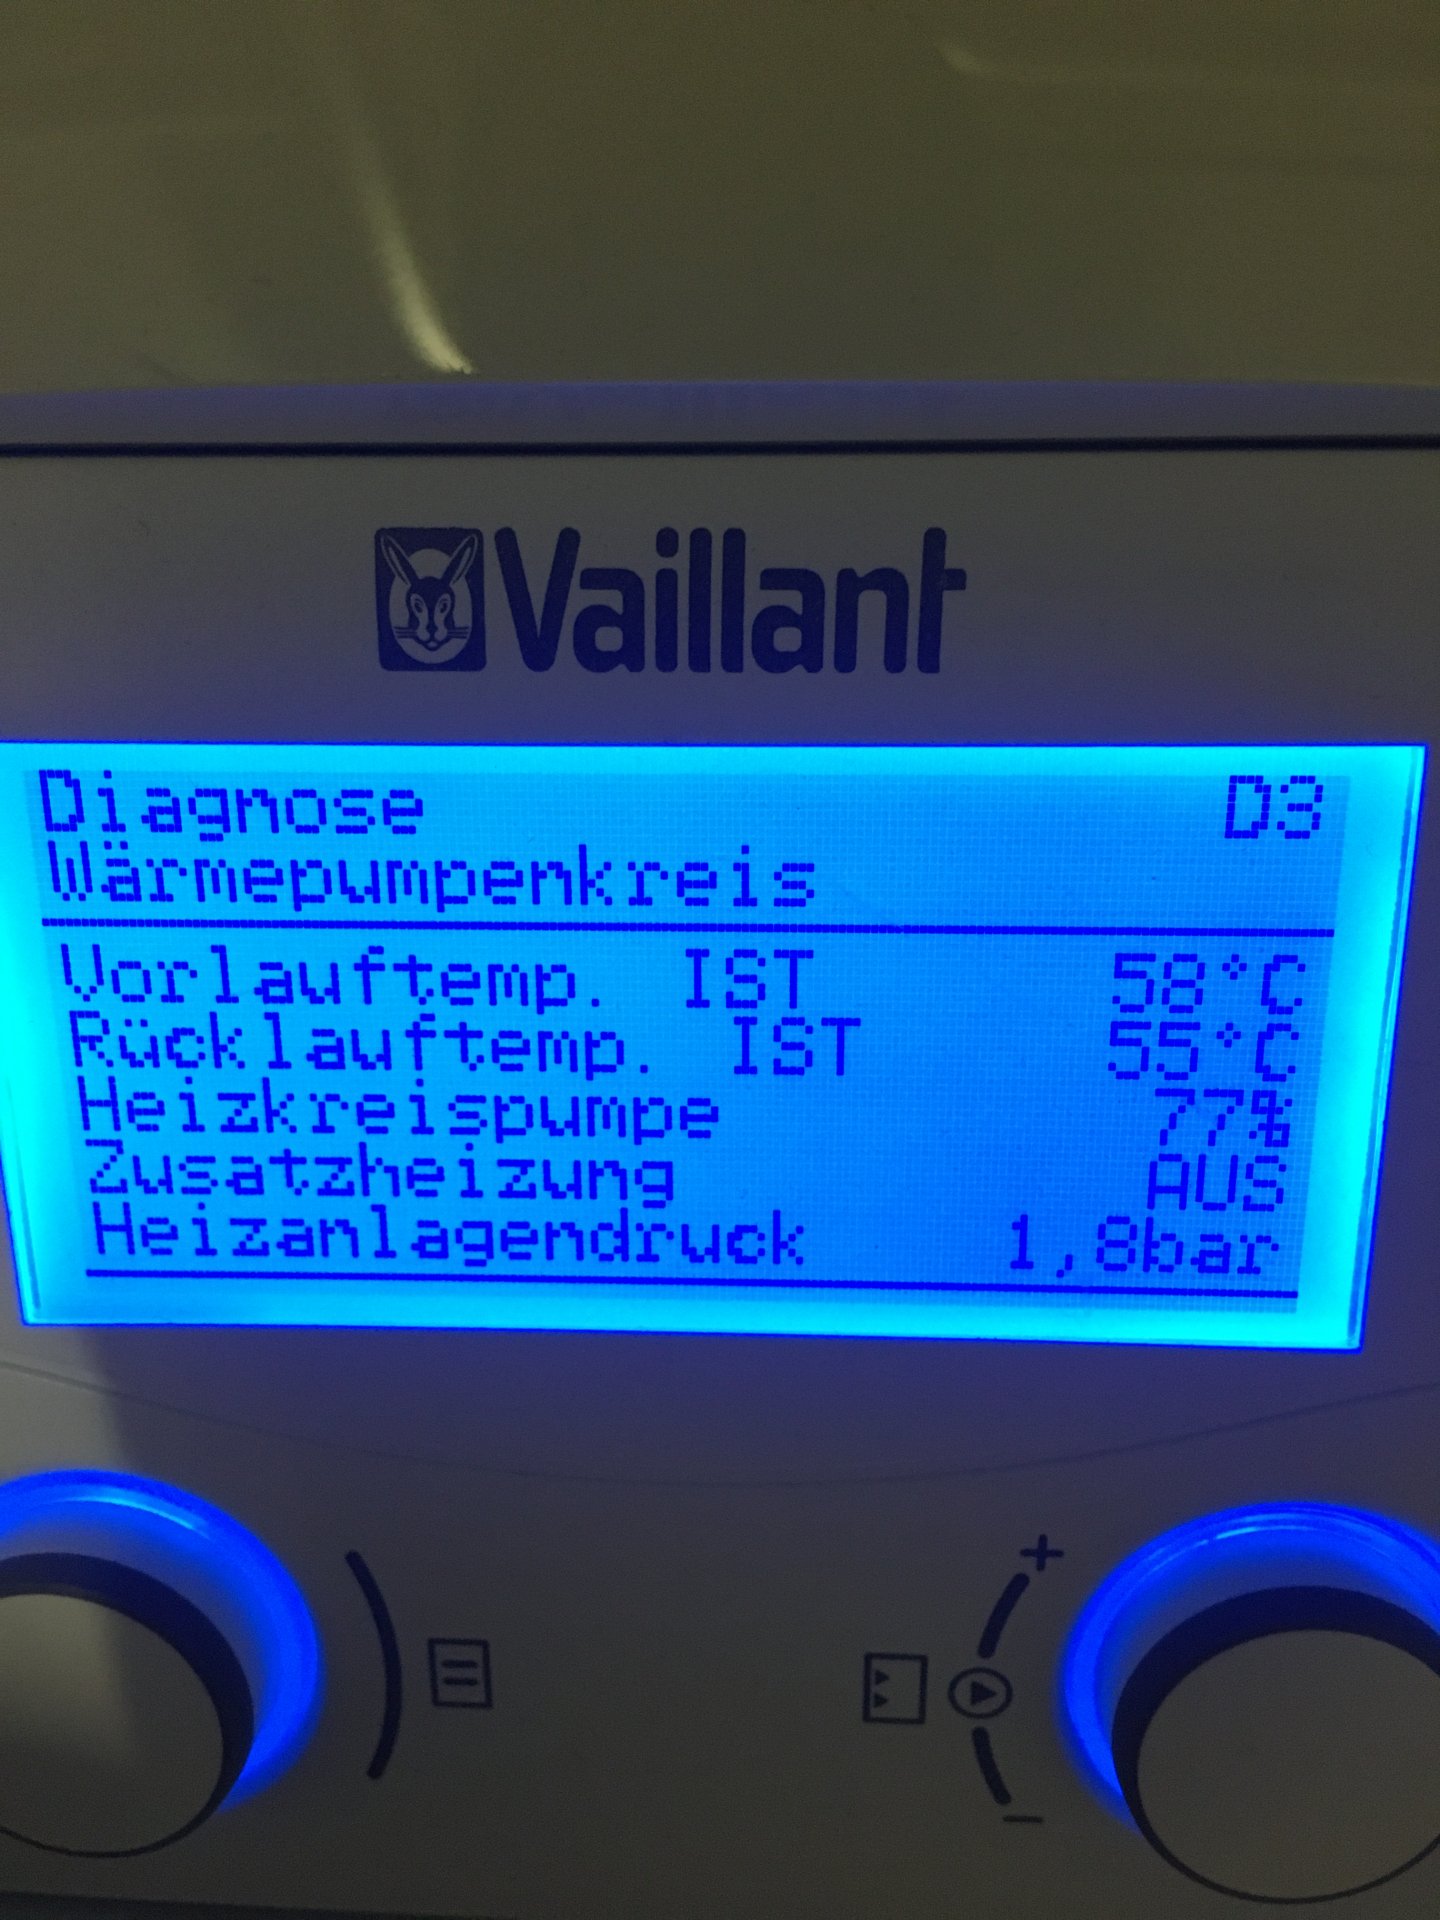 Vaillant
Diagnose D3
Wärmepumpenkreis
Vorlauftemp. IST 58°C
Rücklauftemp. IST 55°C
Heizkreispumpe 77%
Zusatzheizung AUS
Heizanlagendruck 1,8bar
+
-